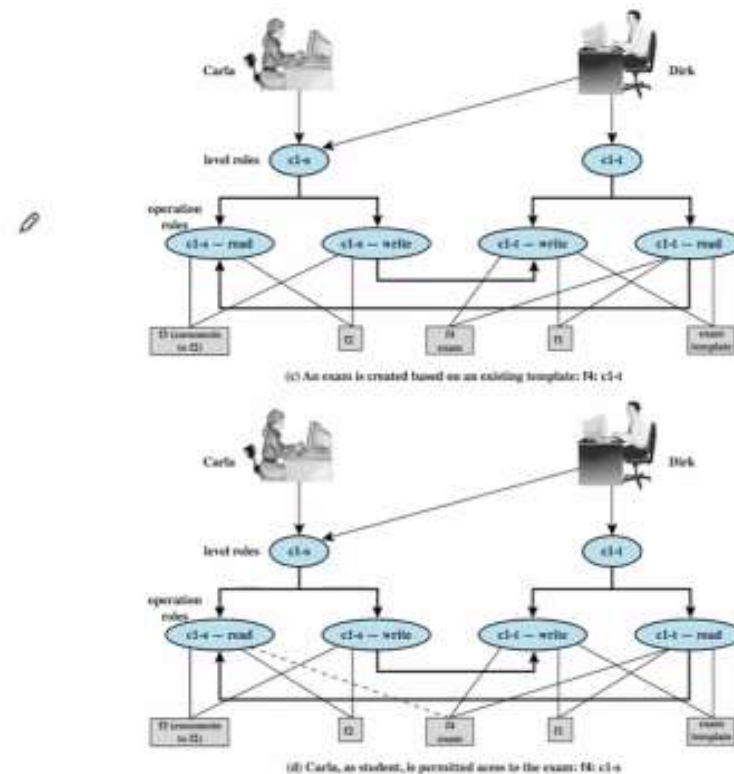 Carla
Dirk
level roles
c1-s
c1-t
operation
roles
c1-s — read
c1-s — write
c1-t — write
c1-t — read
f3 (comments
to f2)
f2
f4
exam
f1
exam
template
(c) An exam is created based on an existing template: f4: c1-t
Carla
Dirk
level roles
c1-s
c1-t
operation
roles
c1-s — read
c1-s — write
c1-t — write
c1-t — read
f3 (comments
to f2)
f2
f4
exam
f1
exam
template
(d) Carla, as student, is permitted acess to the exam: f4: c1-s